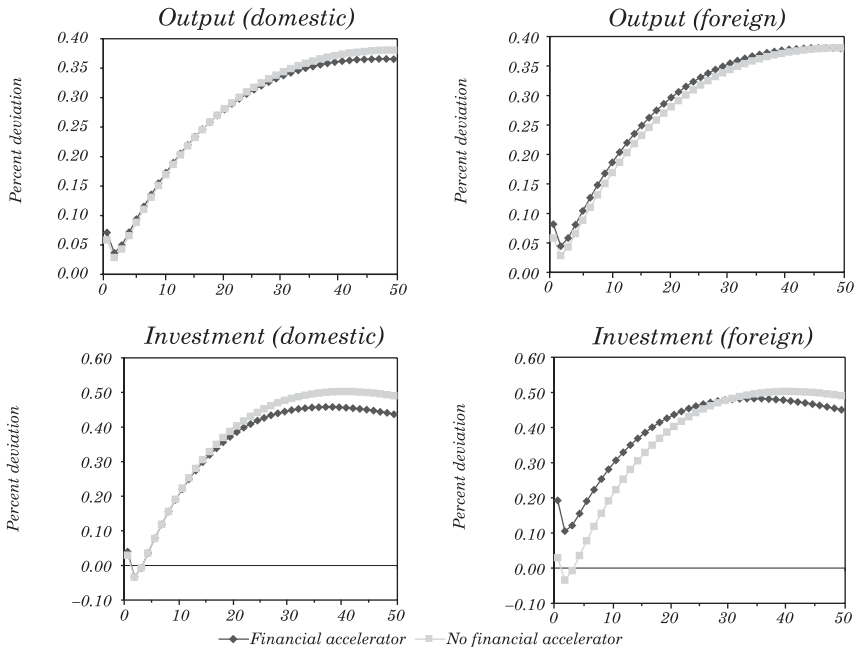 Output (domestic)
Percent deviation
0.40
0.35
0.30
0.25
0.20
0.15
0.10
0.05
0.00
0 10 20 30 40 50
Output (foreign)
Percent deviation
0.40
0.35
0.30
0.25
0.20
0.15
0.10
0.05
0.00
0 10 20 30 40 50
Investment (domestic)
Percent deviation
0.60
0.50
0.40
0.30
0.20
0.10
0.00
–0.10
0 10 20 30 40 50
Investment (foreign)
Percent deviation
0.60
0.50
0.40
0.30
0.20
0.10
0.00
–0.10
0 10 20 30 40 50
Financial accelerator No financial accelerator